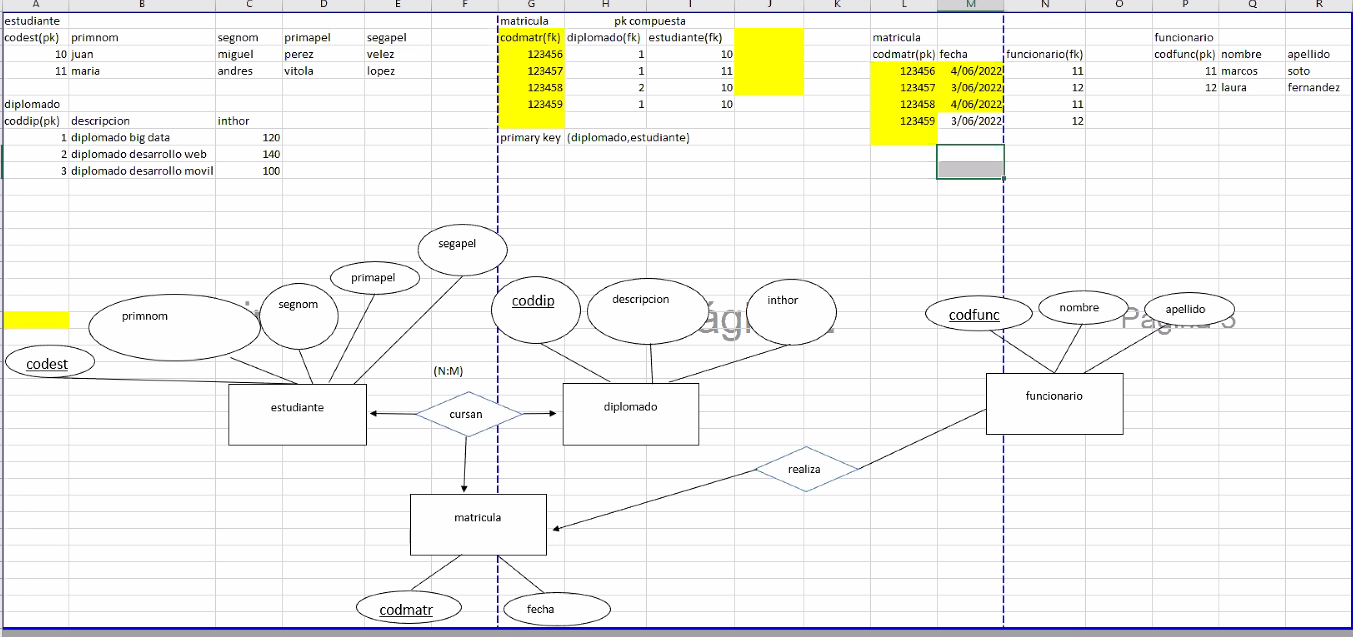 A B C D E F G H I J K L M N O P Q R
estudiante matricula pk compuesta
codest(pk) primnom segnom primapel segapel codmatr(fk) diplomado(fk) estudiante(fk) matricula funcionario
10 juan miguel perez velez 123456 1 10 codmatr(pk) fecha funcionario(fk) codfunc(pk) nombre apellido
11 maria andres vitola lopez 123457 1 11 123456 4/06/2022 11 11 marcos soto
123458 2 10 123457 3/06/2022 12 12 laura fernandez
diplomado 123459 1 10 123458 4/06/2022 11
coddip(pk) descripcion inthor 123459 3/06/2022 12
1 diplomado big data 120 primary key (diplomado,estudiante)
2 diplomado desarrollo web 140
3 diplomado desarrollo movil 100
segapel
primapel
segnom
primnom
codest
coddip
descripcion
inthor
codfunc
nombre
apellido
(N:M)
estudiante
cursan
diplomado
funcionario
realiza
matricula
codmatr
fecha